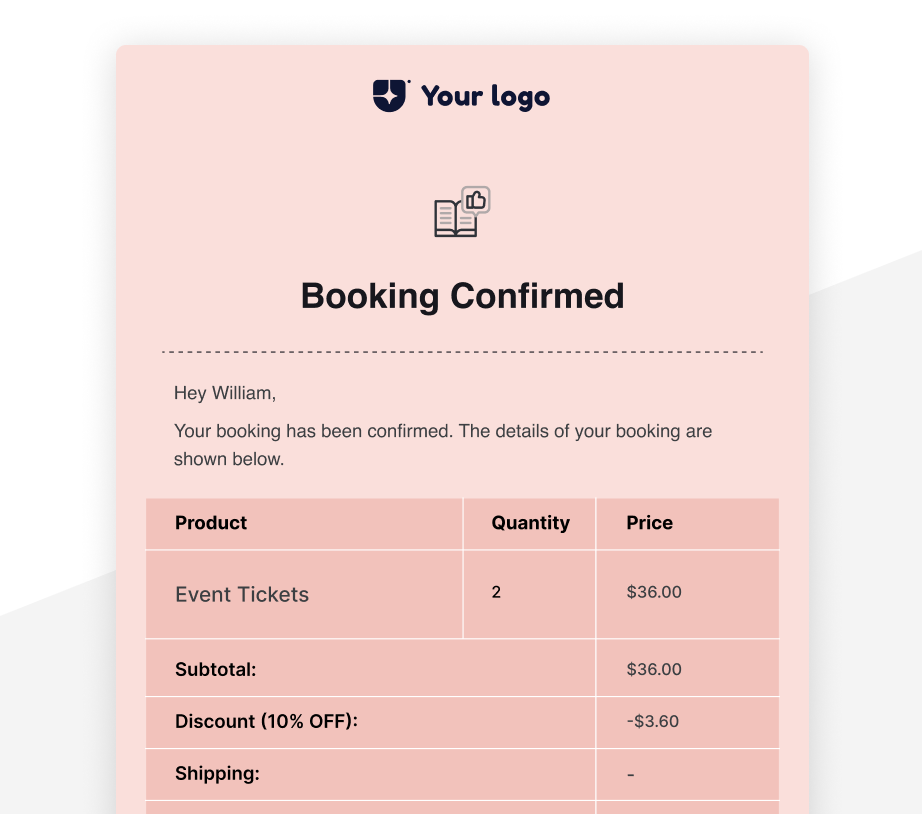 Your logo
Booking Confirmed
Hey William,
Your booking has been confirmed. The details of your booking are
shown below.
Product Quantity Price
Event Tickets 2 $36.00
Subtotal: $36.00
Discount (10% OFF): -$3.60
Shipping: -